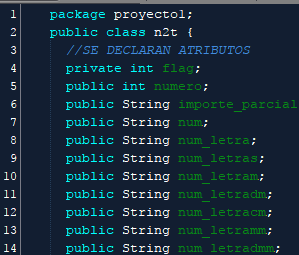 1 package proyecto1;
2 public class n2t {
3 //SE DECLARAN ATRIBUTOS
4 private int flag;
5 public int numero;
6 public String importe_parcial
7 public String num;
8 public String num_letra;
9 public String num_letras;
10 public String num_letram;
11 public String num_letradm;
12 public String num_letracm;
13 public String num_letramm;
14 public String num_letradmm;